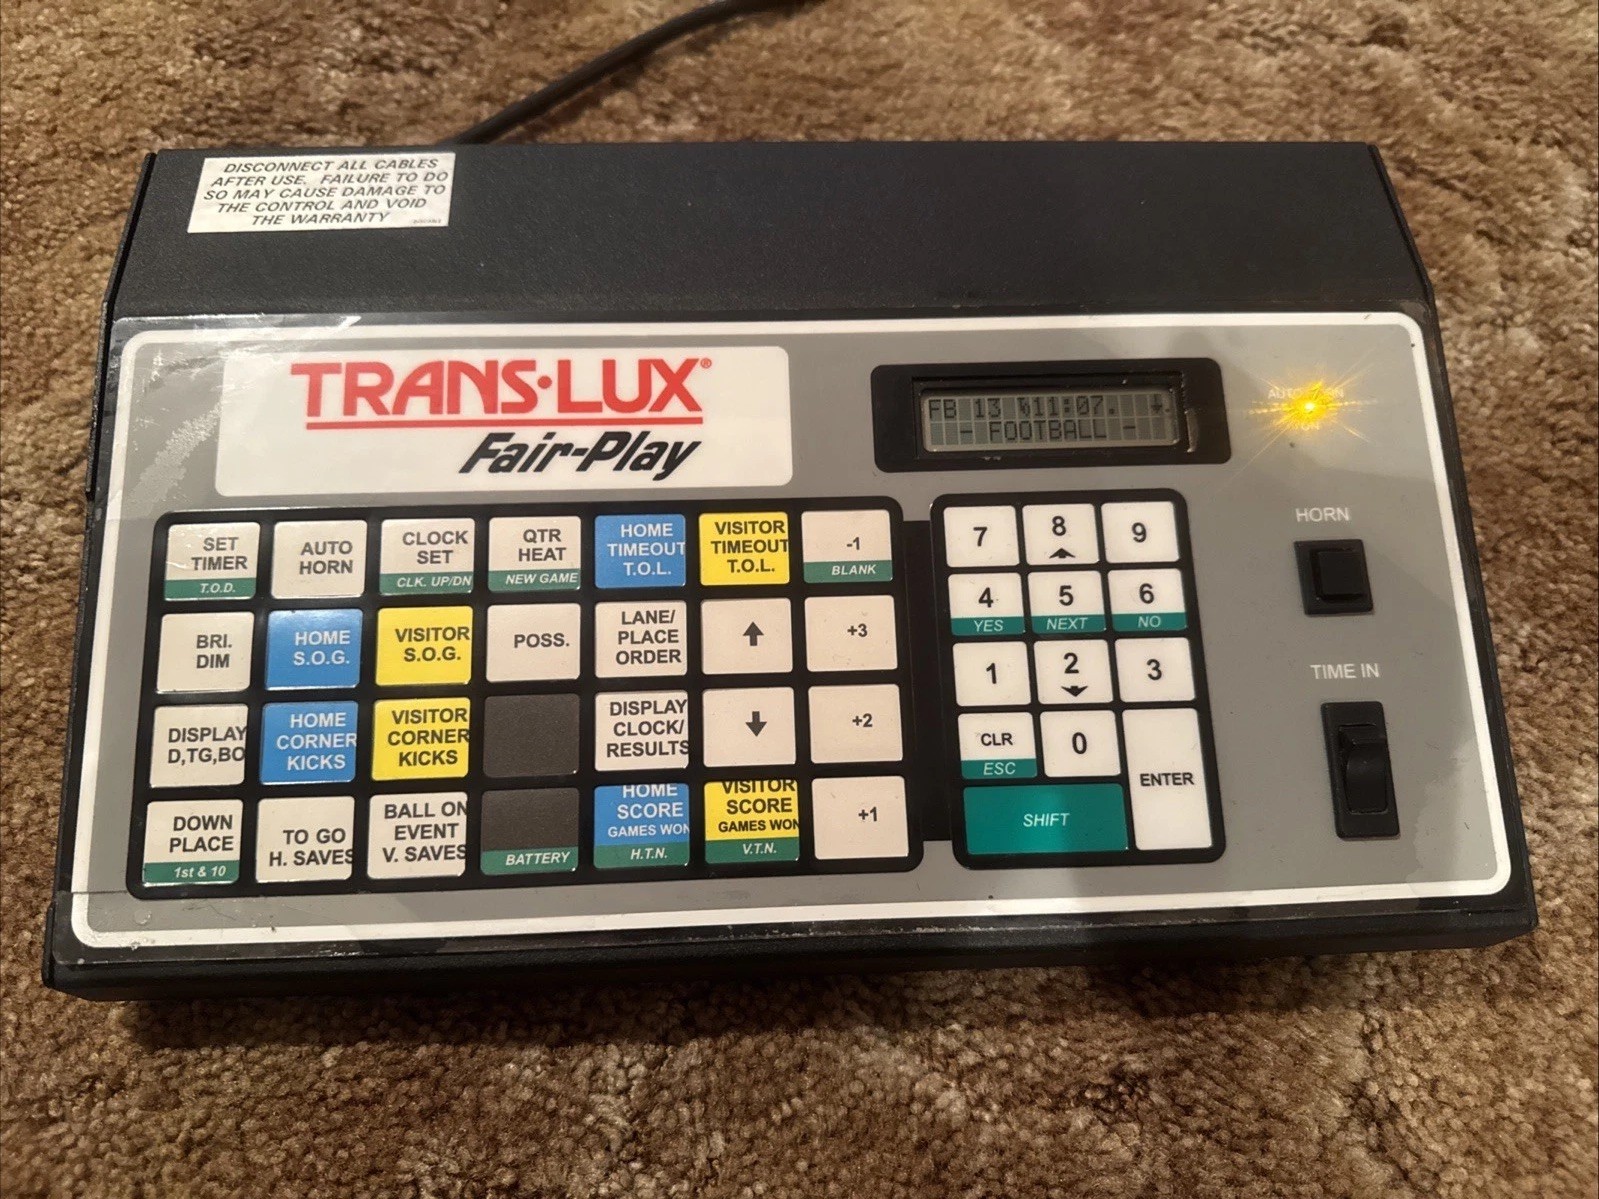 DISCONNECT ALL CABLES
AFTER USE. FAILURE TO DO
SO MAY CAUSE DAMAGE TO
THE CONTROL AND VOID
THE WARRANTY
TRANS·LUX®
Fair-Play
FB 13 11:07.
- FOOTBALL -
HORN
TIME IN
SET
TIMER
T.O.D.
AUTO
HORN
CLOCK
SET
CLK. UP/DN
QTR
HEAT
NEW GAME
HOME
TIMEOUT
T.O.L.
VISITOR
TIMEOUT
T.O.L.
-1
BLANK
BRI.
DIM
HOME
S.O.G.
VISITOR
S.O.G.
POSS.
LANE/
PLACE
ORDER
+3
DISPLAY
D,TG,BO
HOME
CORNER
KICKS
VISITOR
CORNER
KICKS
DISPLAY
CLOCK/
RESULTS
+2
DOWN
PLACE
1st & 10
TO GO
H. SAVES
BALL ON
EVENT
V. SAVES
BATTERY
HOME
SCORE
GAMES WON
H.T.N.
VISITOR
SCORE
GAMES WON
V.T.N.
+1
7
8
9
4
YES
5
NEXT
6
NO
1
2
3
CLR
ESC
0
ENTER
SHIFT